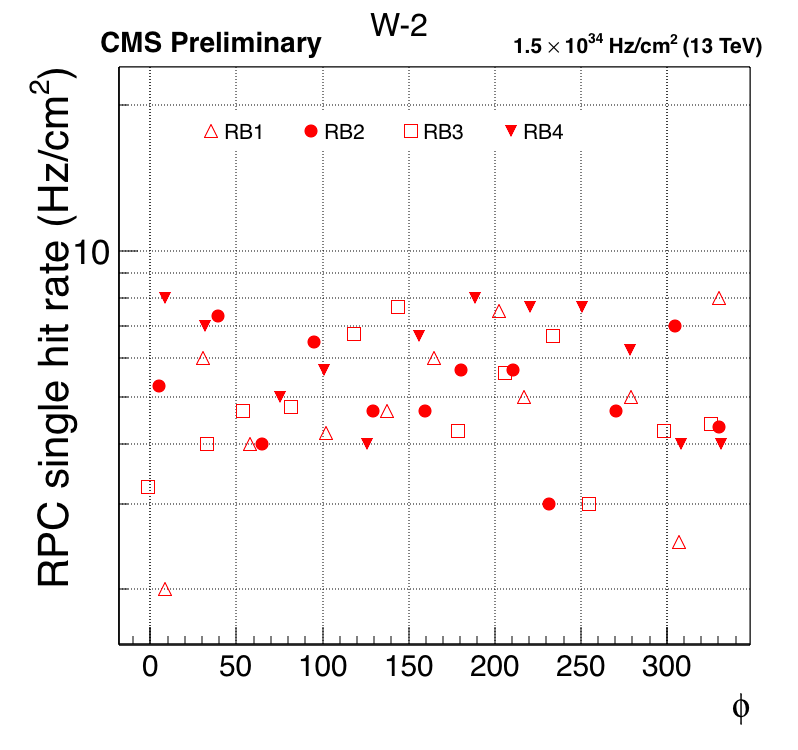 W-2
CMS Preliminary
1.5 × 10³⁴ Hz/cm² (13 TeV)
RPC single hit rate (Hz/cm²)
RB1 RB2 RB3 RB4
10
0 50 100 150 200 250 300
ϕ